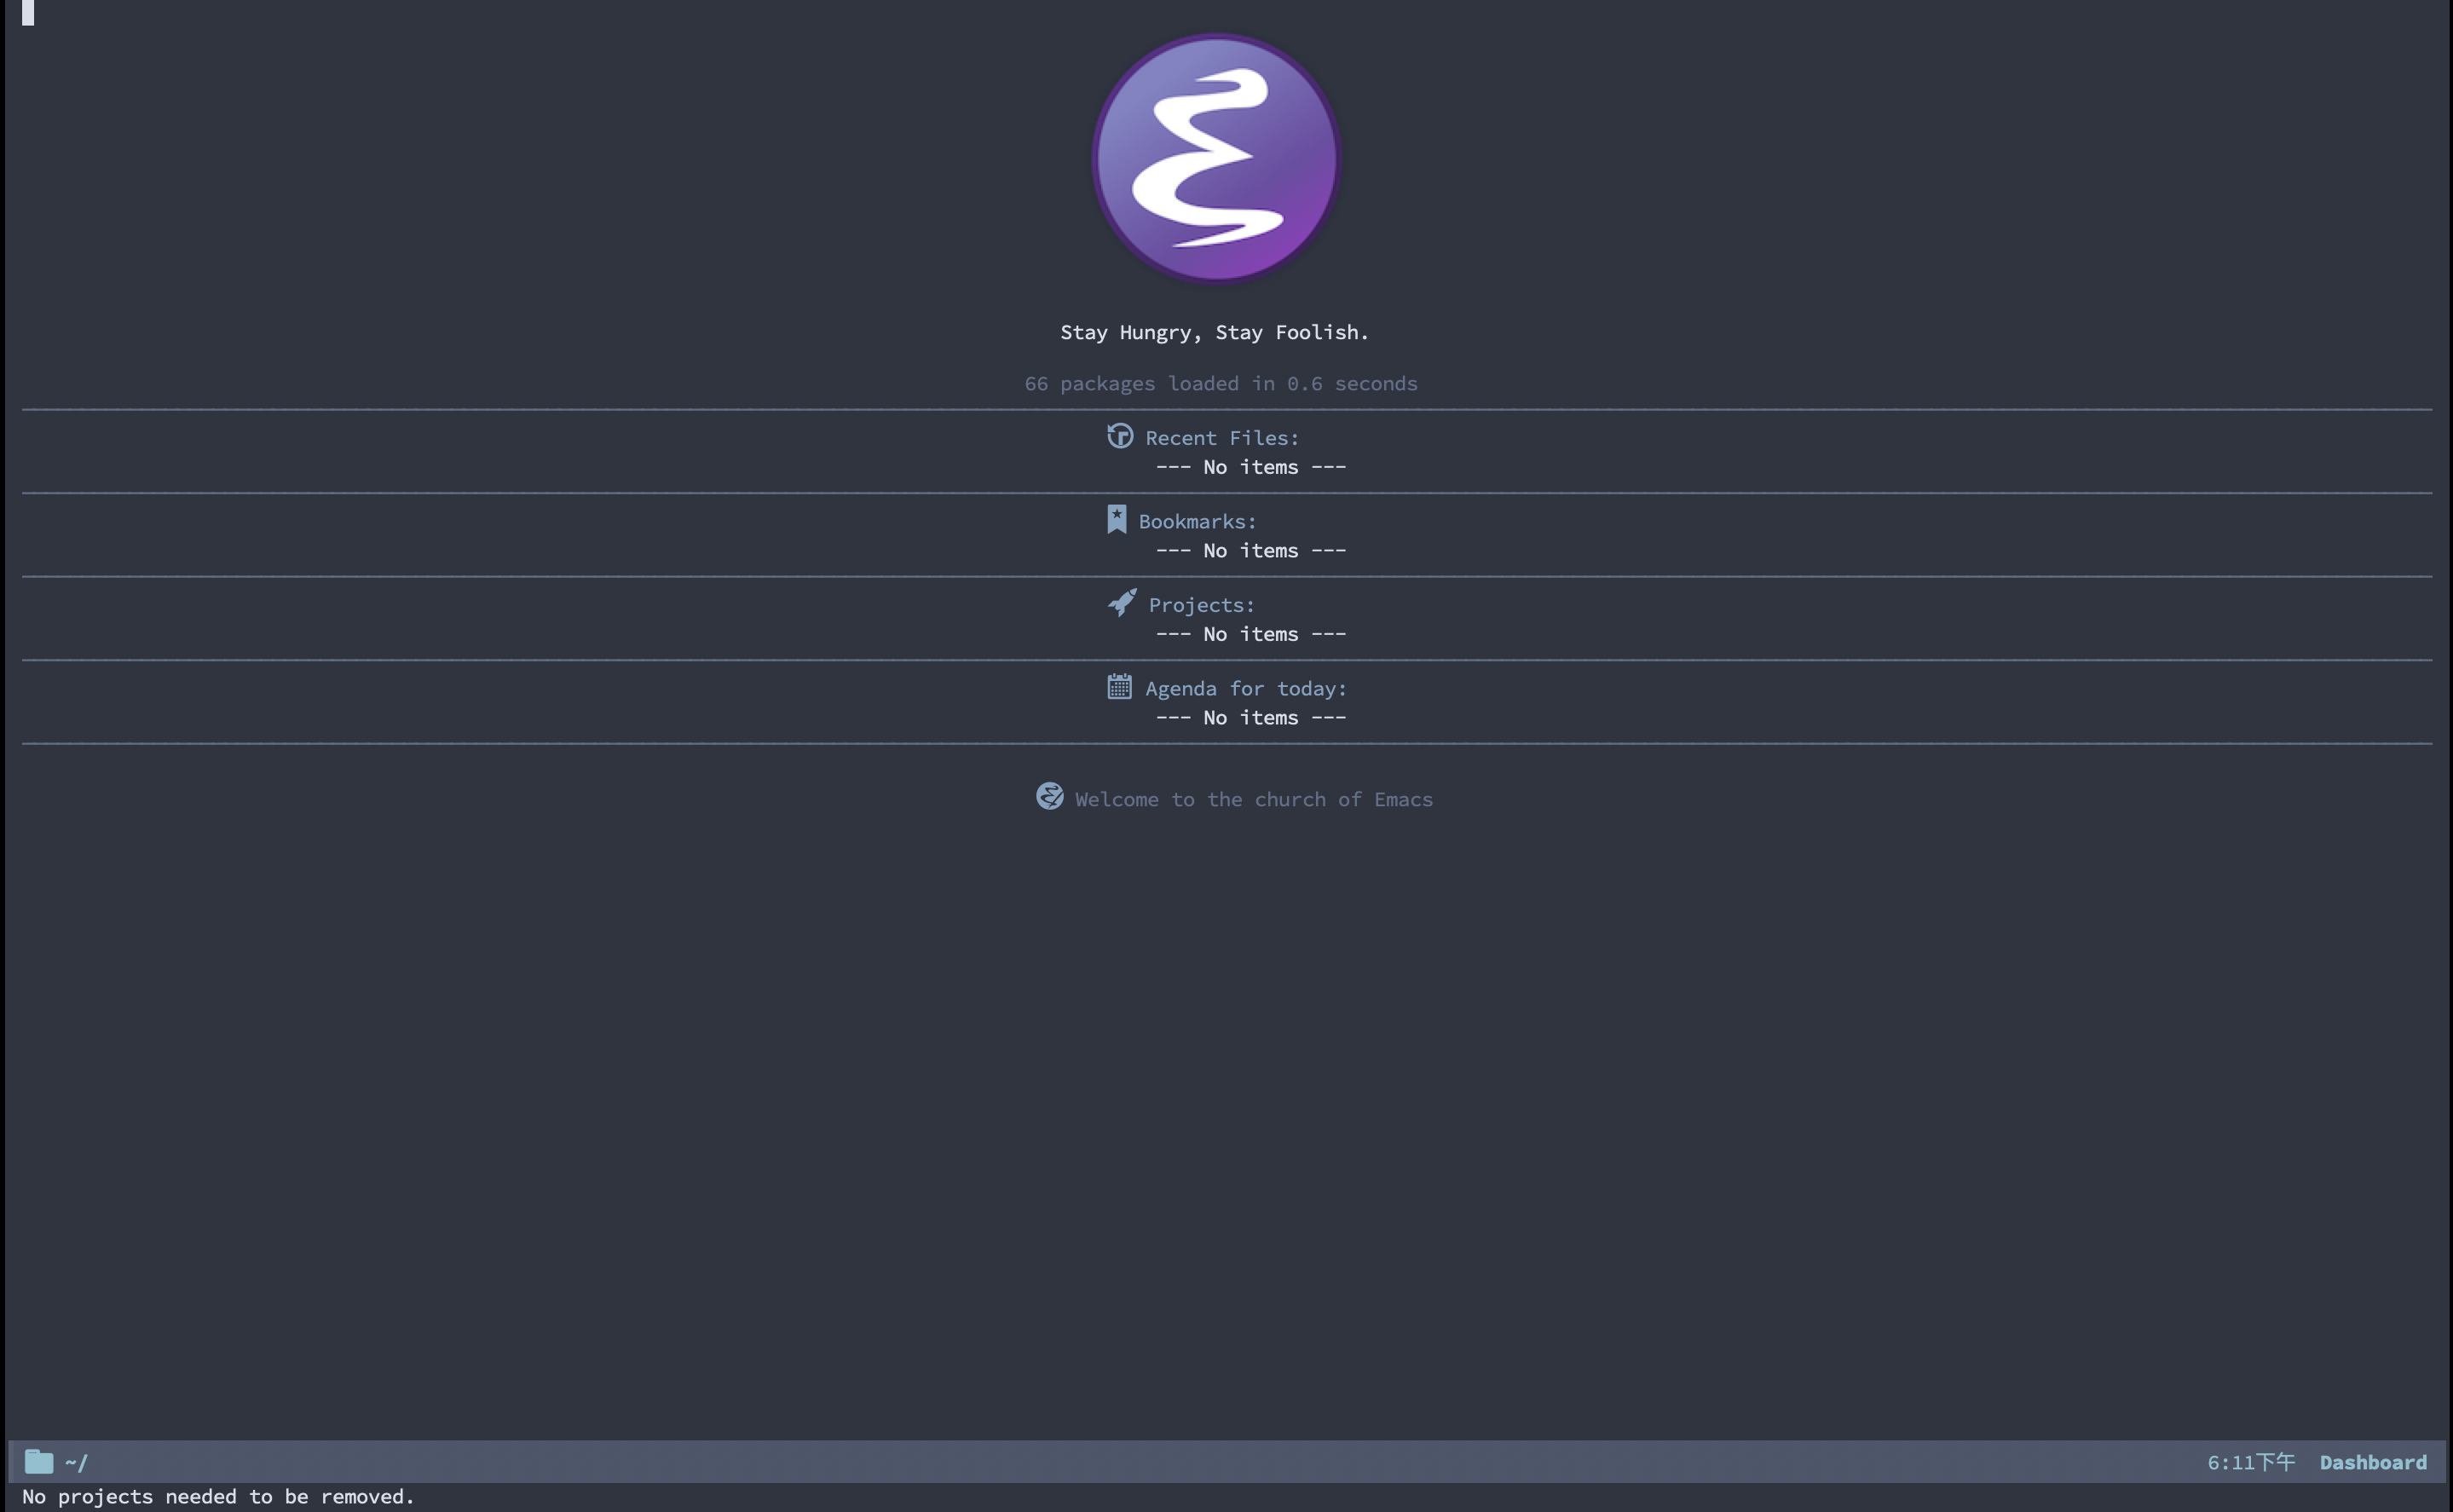 Stay Hungry, Stay Foolish.
66 packages loaded in 0.6 seconds
Recent Files:
--- No items ---
Bookmarks:
--- No items ---
Projects:
--- No items ---
Agenda for today:
--- No items ---
Welcome to the church of Emacs
~/ 6:11下午 Dashboard
No projects needed to be removed.